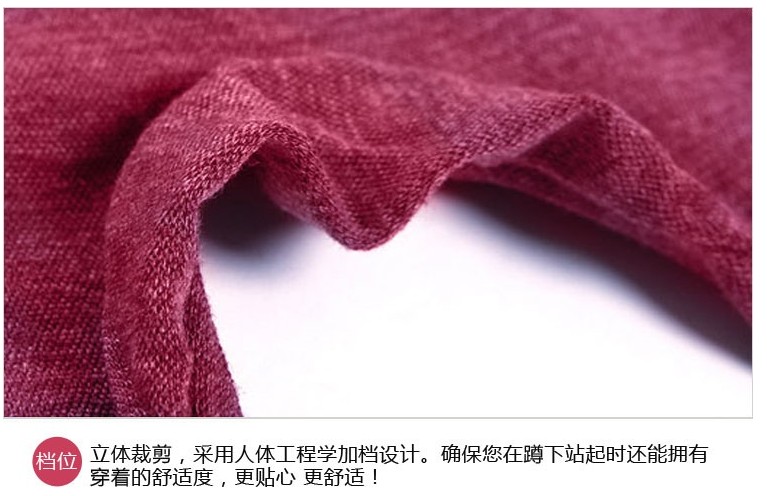 档位
立体裁剪，采用人体工程学加档设计。确保您在蹲下站起时还能拥有
穿着的舒适度，更贴心 更舒适！